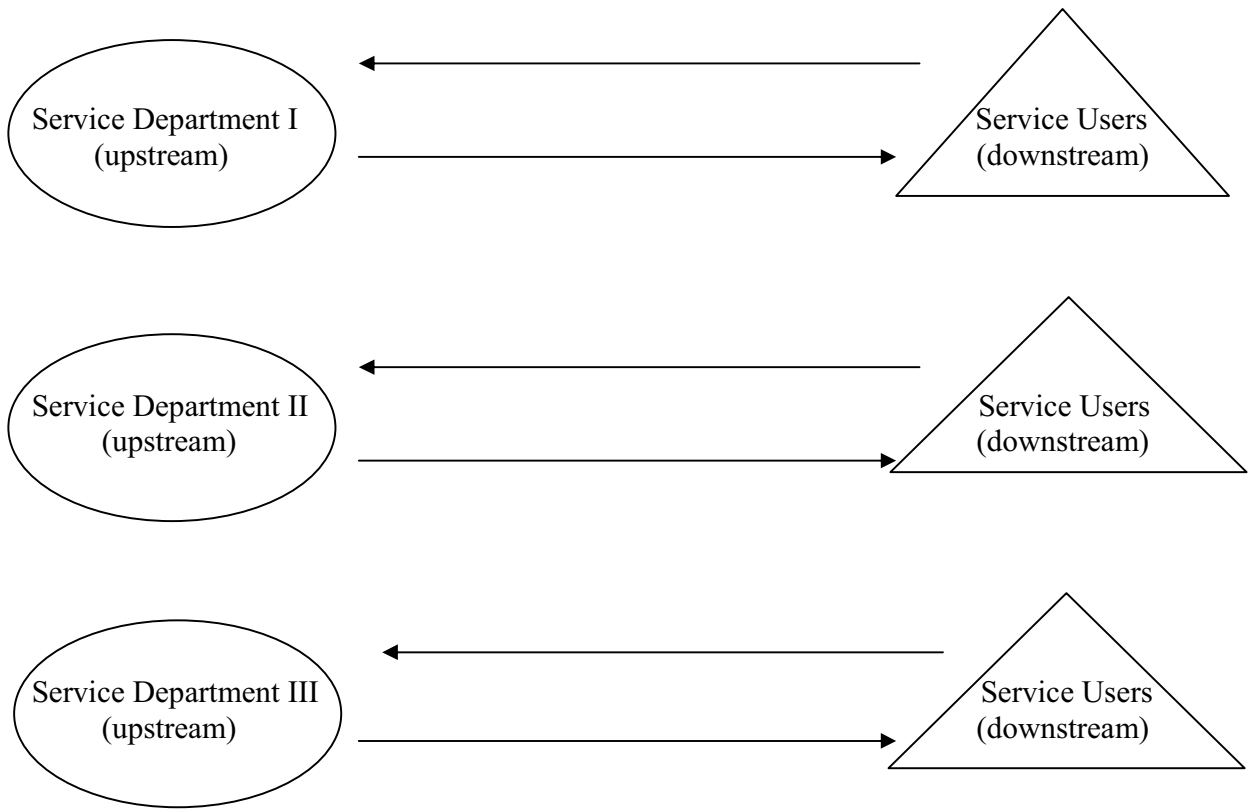 Service Department I
(upstream)
Service Users
(downstream)
Service Department II
(upstream)
Service Users
(downstream)
Service Department III
(upstream)
Service Users
(downstream)